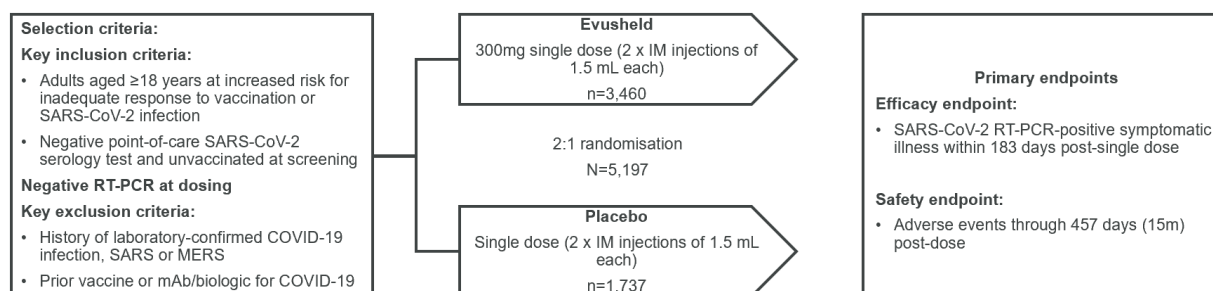 Selection criteria:
Key inclusion criteria:
• Adults aged ≥18 years at increased risk for
inadequate response to vaccination or
SARS-CoV-2 infection
• Negative point-of-care SARS-CoV-2
serology test and unvaccinated at screening
Negative RT-PCR at dosing
Key exclusion criteria:
• History of laboratory-confirmed COVID-19
infection, SARS or MERS
• Prior vaccine or mAb/biologic for COVID-19
Evusheld
300mg single dose (2 x IM injections of
1.5 mL each)
n=3,460
2:1 randomisation
N=5,197
Placebo
Single dose (2 x IM injections of 1.5 mL
each)
n=1,737
Primary endpoints
Efficacy endpoint:
• SARS-CoV-2 RT-PCR-positive symptomatic
illness within 183 days post-single dose
Safety endpoint:
• Adverse events through 457 days (15m)
post-dose